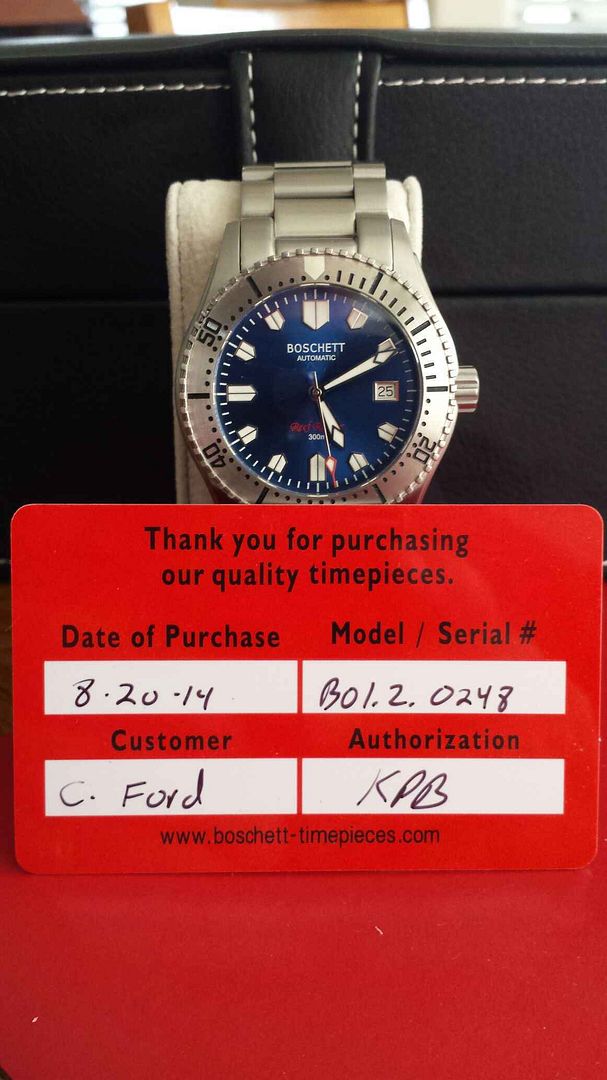 BOSCHETT
AUTOMATIC
50
25
300m
40
20
Thank you for purchasing
our quality timepieces.
Date of Purchase Model / Serial #
8-20-14 B01.2.0248
Customer Authorization
C. Ford KPB
www.boschett-timepieces.com